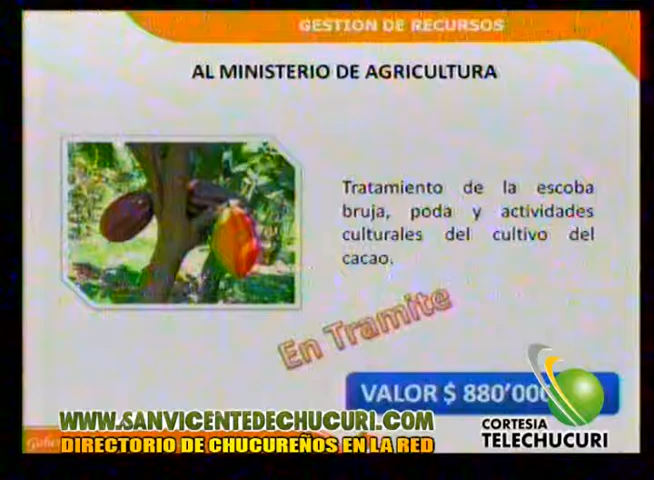 GESTION DE RECURSOS
AL MINISTERIO DE AGRICULTURA
Tratamiento de la escoba
bruja, poda y actividades
culturales del cultivo del
cacao.
En Tramite
VALOR $ 880'000
WWW.SANVICENTEDECHUCURI.COM
DIRECTORIO DE CHUCUREÑOS EN LA RED
CORTESIA
TELECHUCURI